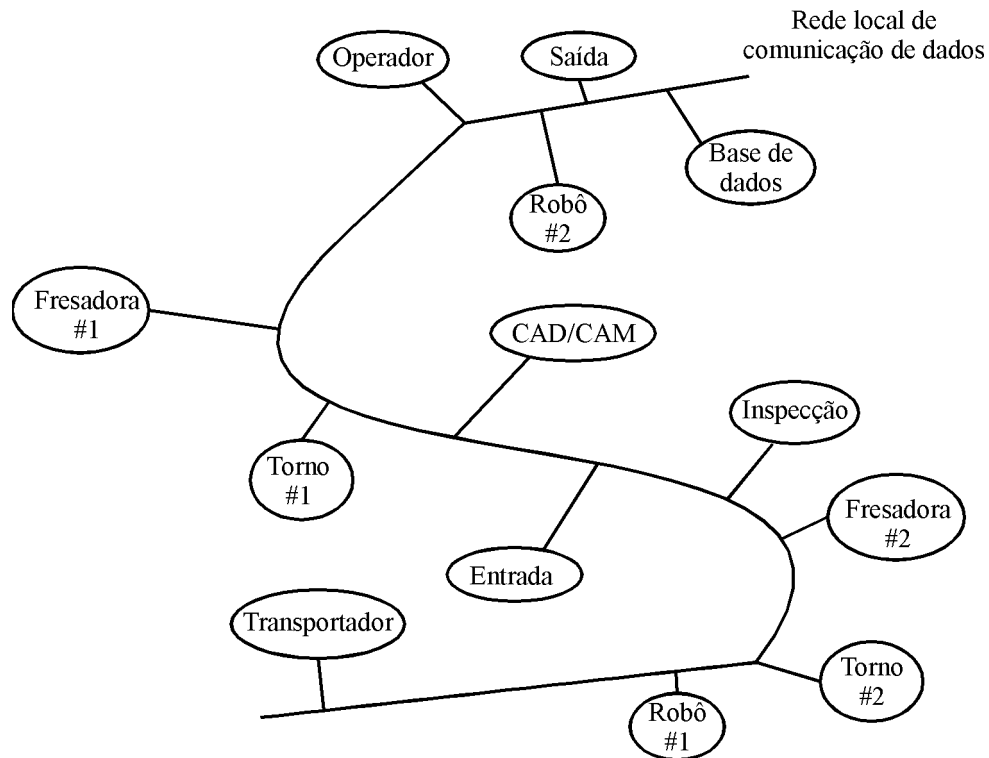 Rede local de
comunicação de dados
Operador
Saída
Base de
dados
Robô
#2
Fresadora
#1
CAD/CAM
Inspecção
Torno
#1
Fresadora
#2
Entrada
Transportador
Torno
#2
Robô
#1